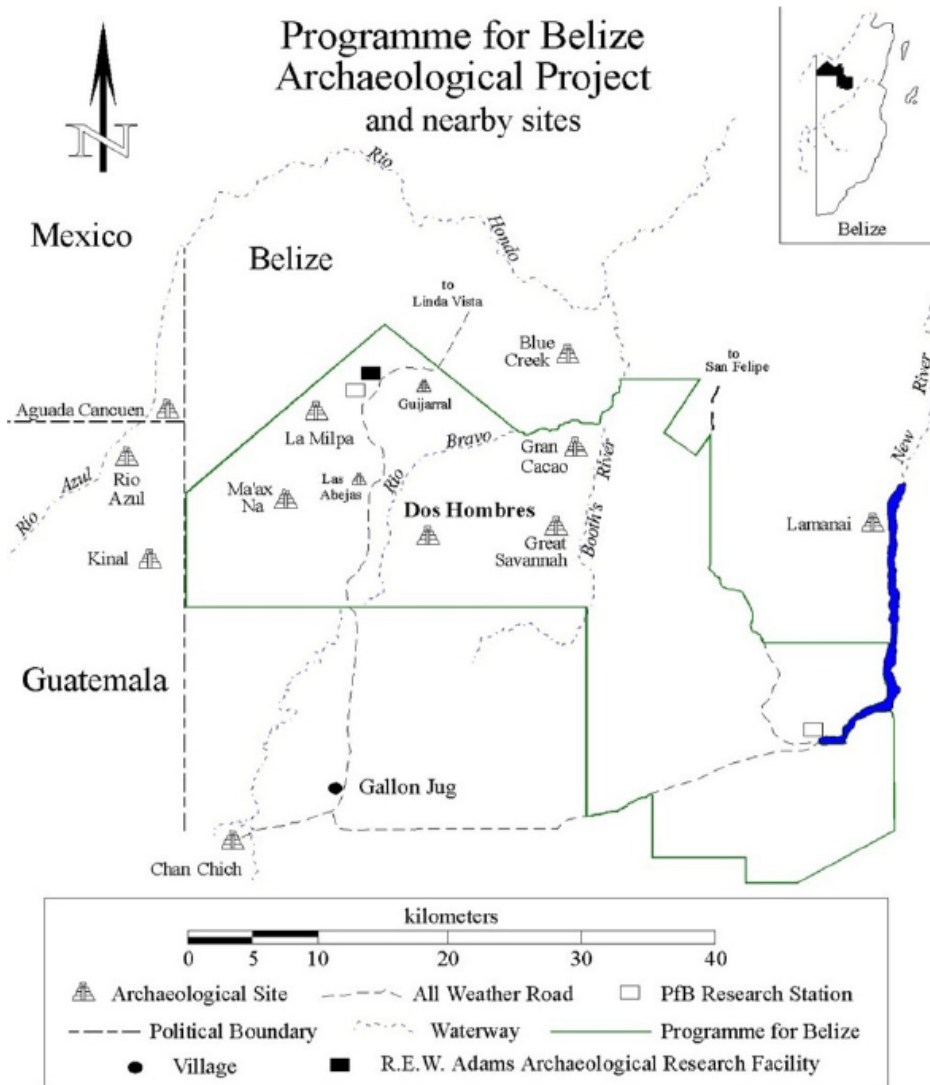 Programme for Belize
Archaeological Project
and nearby sites
N
Belize
Mexico
Belize
Rio
Hondo
to
Linda Vista
Blue
Creek
to
San Felipe
New
River
Aguada Cancuen
Guijarral
La Milpa
Bravo
Rio
Gran
Cacao
River
Booth's
Rio
Azul
Rio
Azul
Ma'ax
Na
Las
Abejas
Dos Hombres
Great
Savannah
Lamanai
Kinal
Guatemala
Gallon Jug
Chan Chich
kilometers
0 5 10 20 30 40
Archaeological Site All Weather Road PfB Research Station
Political Boundary Waterway Programme for Belize
Village R.E.W. Adams Archaeological Research Facility